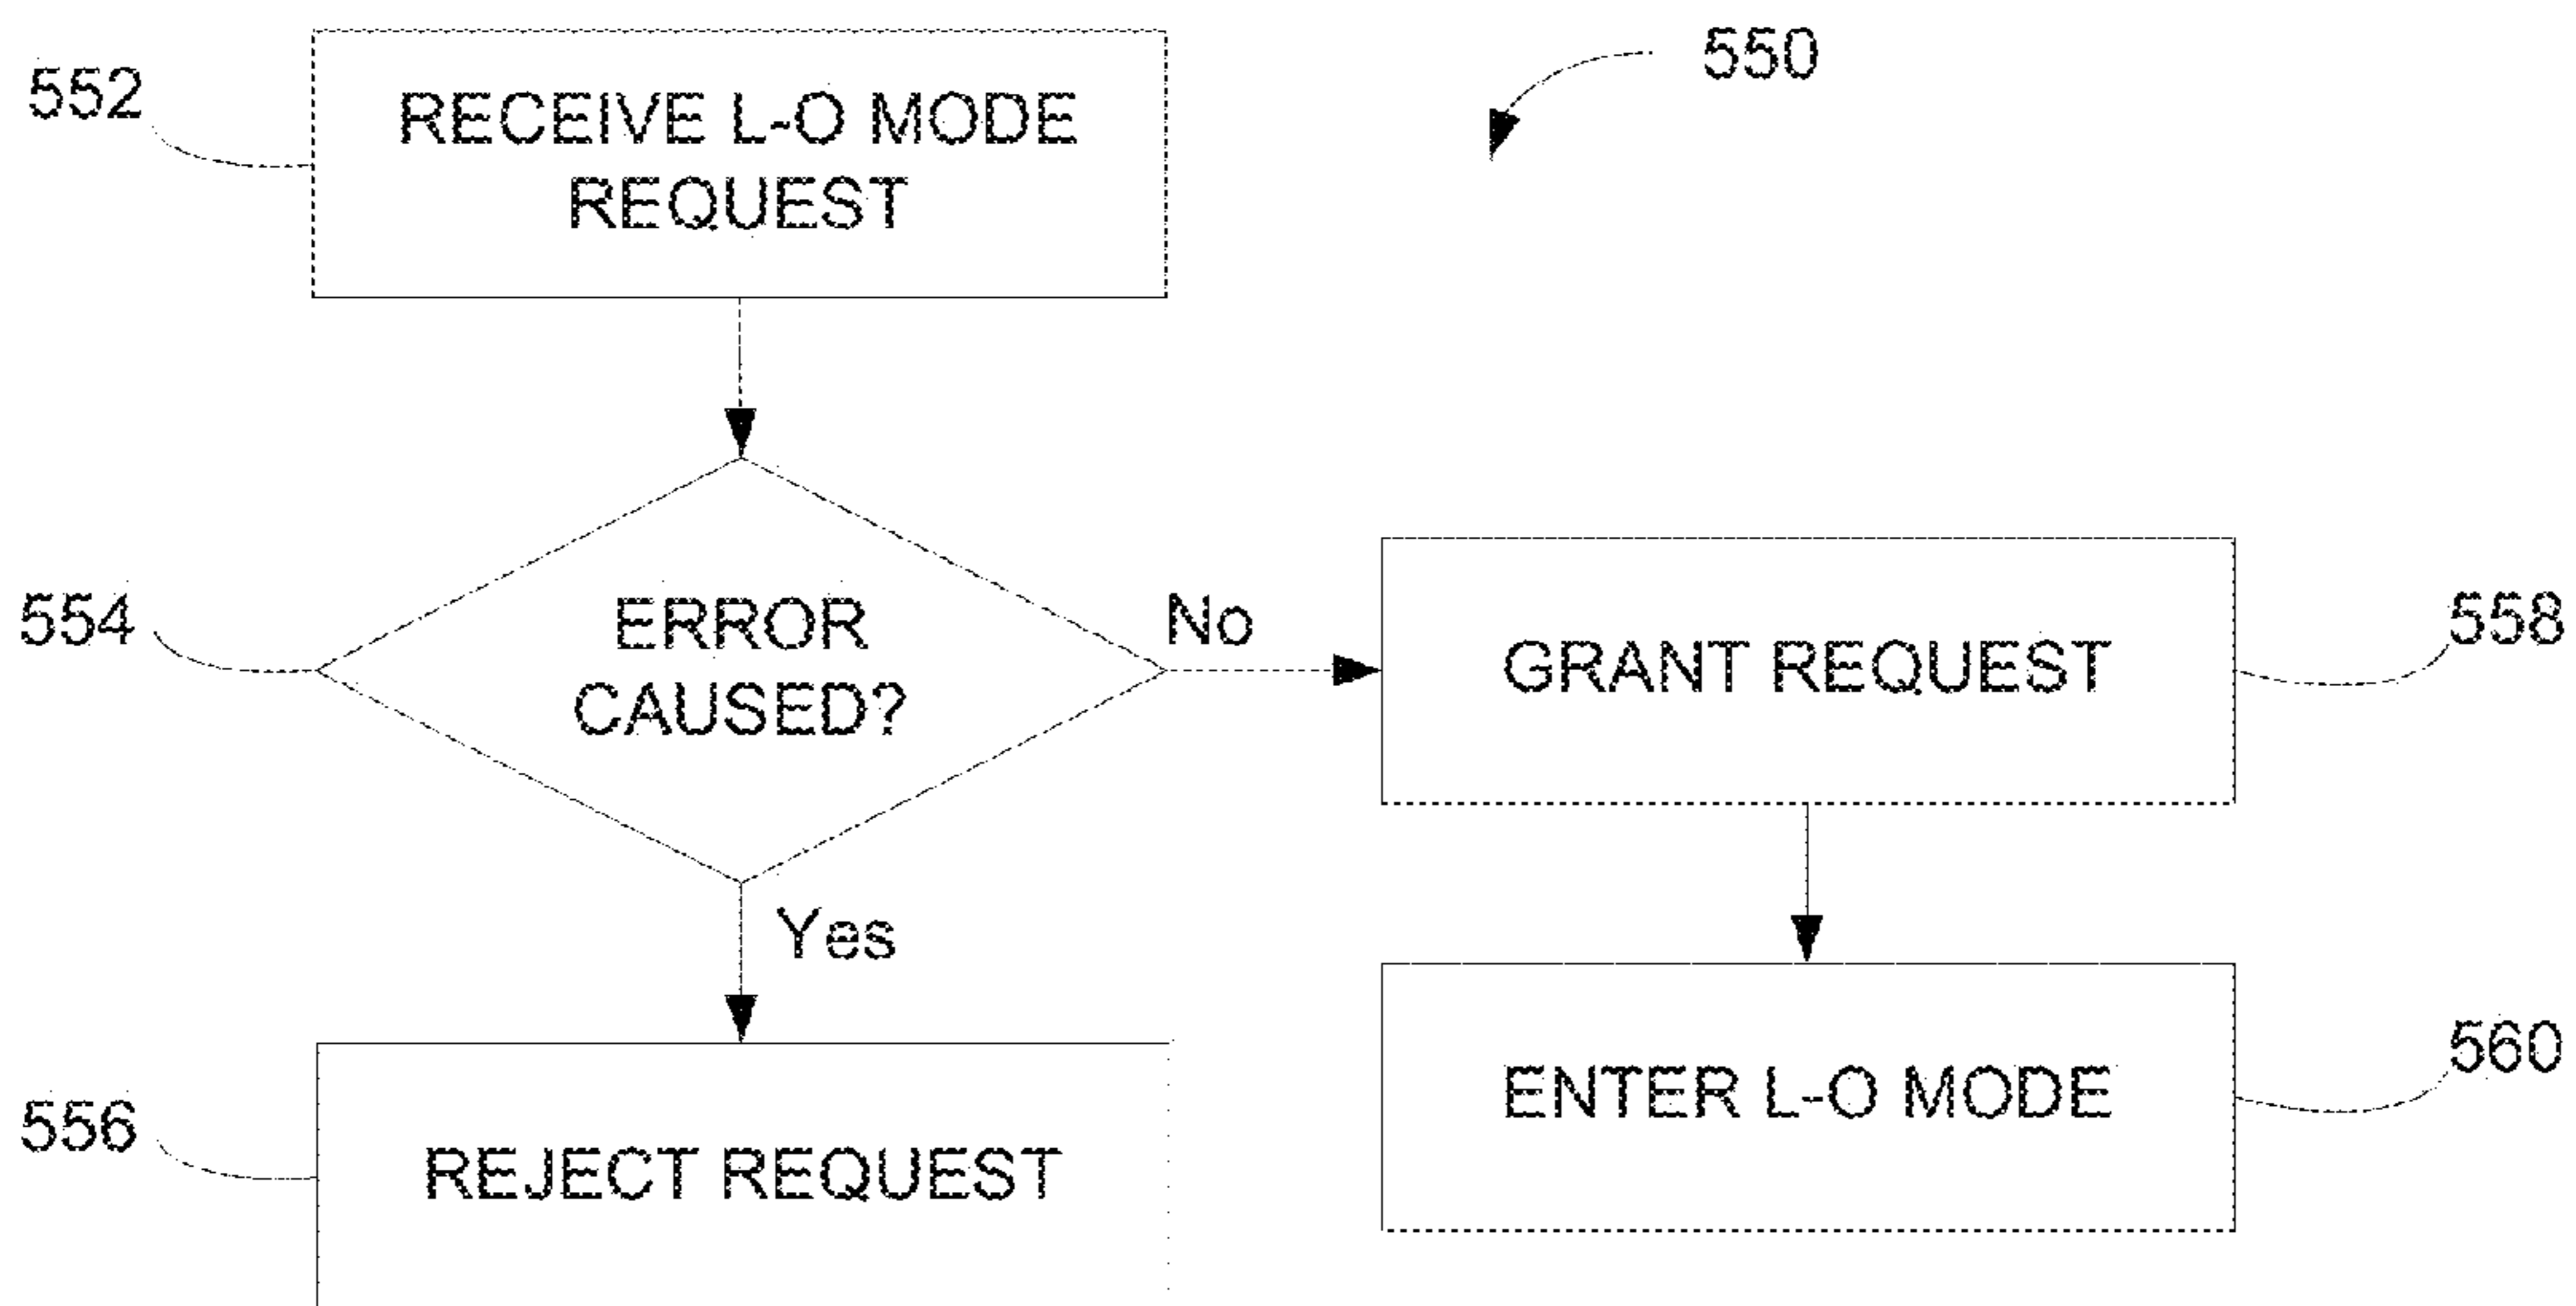 550
552
RECEIVE L-O MODE
REQUEST
554
ERROR
CAUSED?
No
Yes
558
GRANT REQUEST
556
REJECT REQUEST
560
ENTER L-O MODE